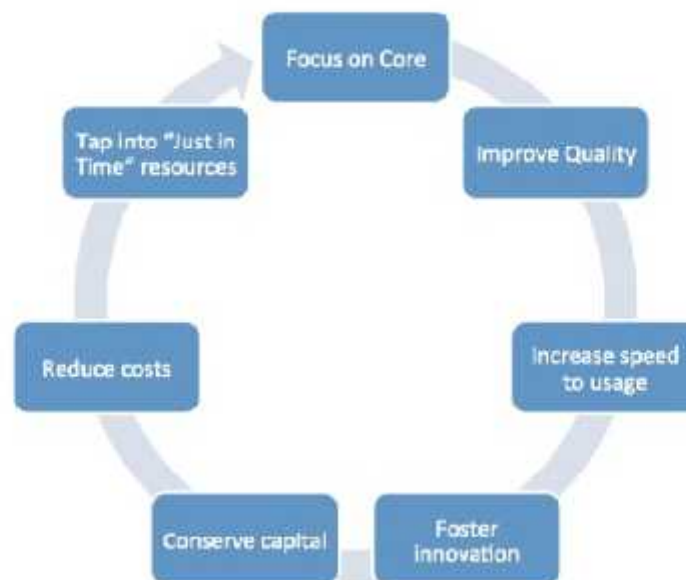 Focus on Core
Improve Quality
Increase speed
to usage
Foster
innovation
Conserve capital
Reduce costs
Tap into “Just in
Time” resources